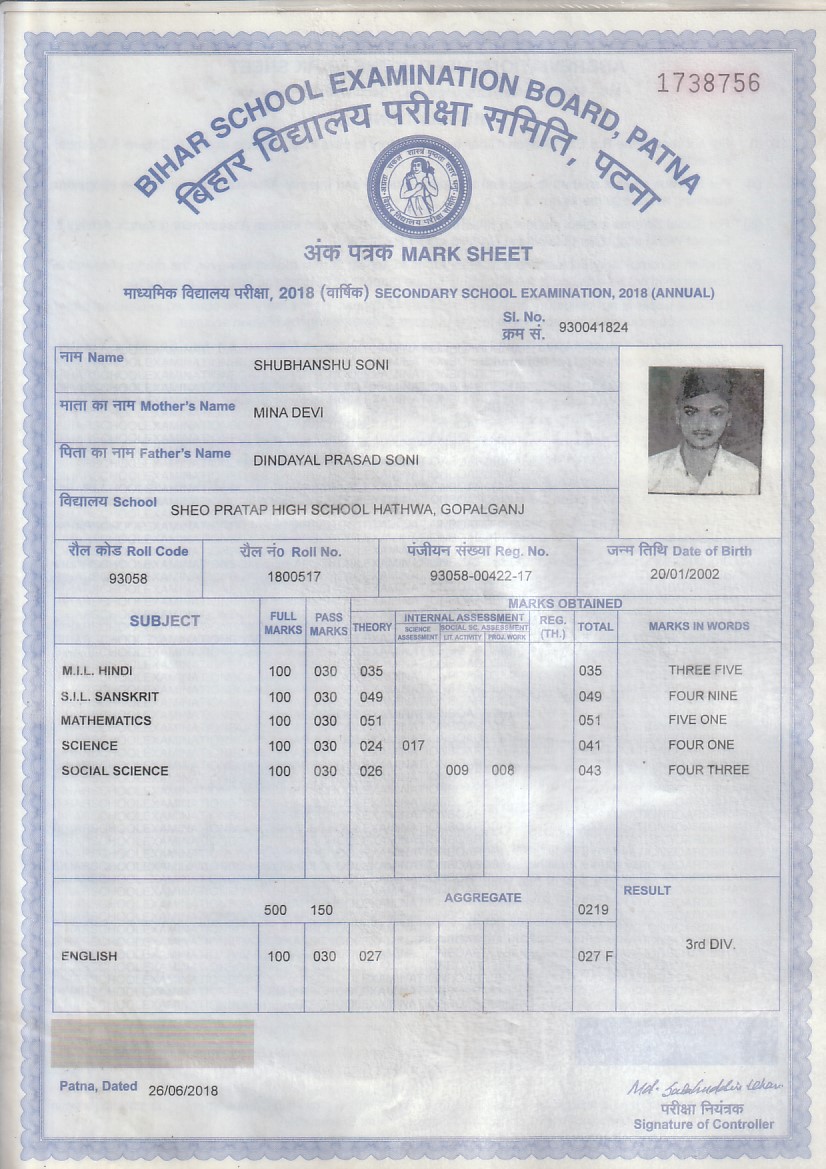 1738756
BIHAR SCHOOL EXAMINATION BOARD, PATNA
बिहार विद्यालय परीक्षा समिति, पटना
अंक पत्रक MARK SHEET
माध्यमिक विद्यालय परीक्षा, 2018 (वार्षिक) SECONDARY SCHOOL EXAMINATION, 2018 (ANNUAL)
Sl. No.
क्रम सं. 930041824
नाम Name SHUBHANSHU SONI
माता का नाम Mother's Name MINA DEVI
पिता का नाम Father's Name DINDAYAL PRASAD SONI
विद्यालय School SHEO PRATAP HIGH SCHOOL HATHWA, GOPALGANJ
रौल कोड Roll Code रौल नं० Roll No. पंजीयन संख्या Reg. No. जन्म तिथि Date of Birth
93058 1800517 93058-00422-17 20/01/2002
MARKS OBTAINED
SUBJECT FULL MARKS PASS MARKS THEORY INTERNAL ASSESSMENT REG. (TH.) TOTAL MARKS IN WORDS
SCIENCE ASSESSMENT SOCIAL SC. ASSESSMENT LIT. ACTIVITY PROJ. WORK
M.I.L. HINDI 100 030 035 035 THREE FIVE
S.I.L. SANSKRIT 100 030 049 049 FOUR NINE
MATHEMATICS 100 030 051 051 FIVE ONE
SCIENCE 100 030 024 017 041 FOUR ONE
SOCIAL SCIENCE 100 030 026 009 008 043 FOUR THREE
500 150 AGGREGATE 0219 RESULT
ENGLISH 100 030 027 027 F 3rd DIV.
Patna, Dated 26/06/2018
परीक्षा नियंत्रक
Signature of Controller